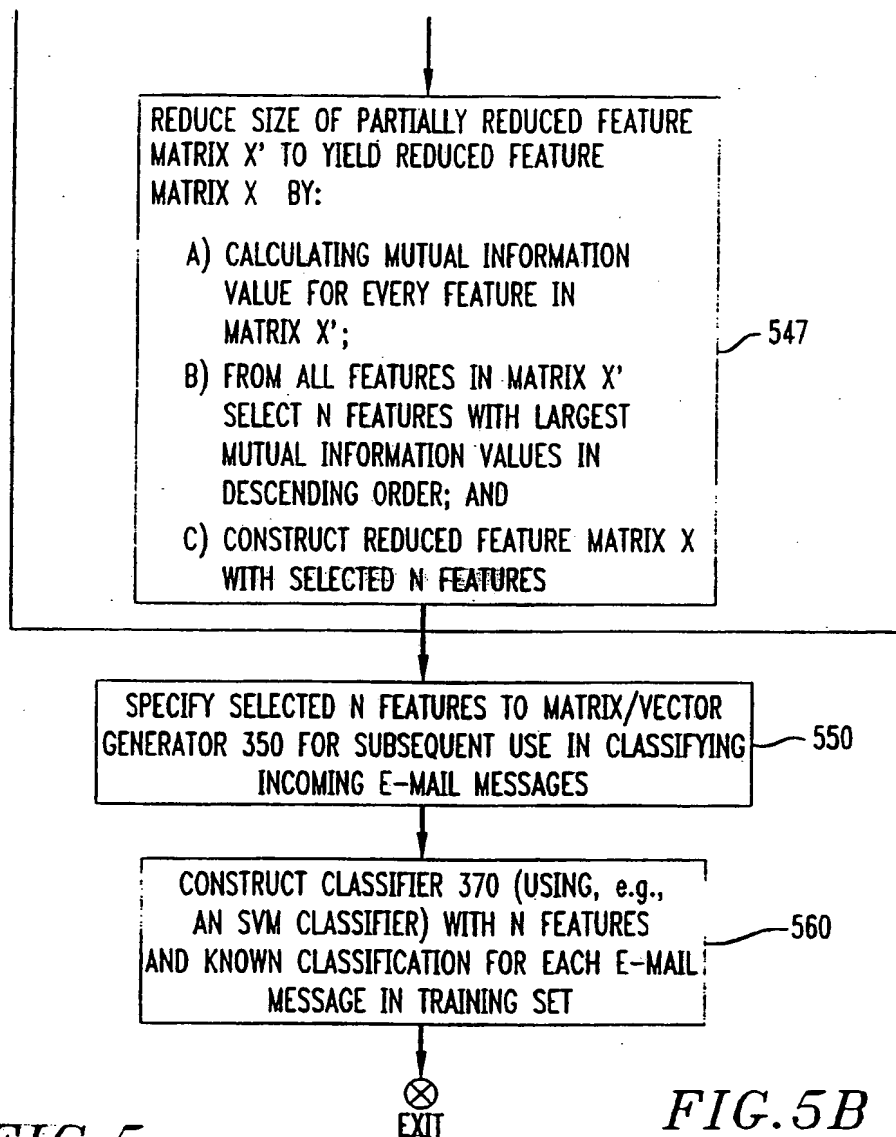 REDUCE SIZE OF PARTIALLY REDUCED FEATURE
MATRIX X' TO YIELD REDUCED FEATURE
MATRIX X BY:
A) CALCULATING MUTUAL INFORMATION
VALUE FOR EVERY FEATURE IN
MATRIX X';
B) FROM ALL FEATURES IN MATRIX X'
SELECT N FEATURES WITH LARGEST
MUTUAL INFORMATION VALUES IN
DESCENDING ORDER; AND
C) CONSTRUCT REDUCED FEATURE MATRIX X
WITH SELECTED N FEATURES
547
SPECIFY SELECTED N FEATURES TO MATRIX/VECTOR
GENERATOR 350 FOR SUBSEQUENT USE IN CLASSIFYING
INCOMING E-MAIL MESSAGES
550
CONSTRUCT CLASSIFIER 370 (USING, e.g.,
AN SVM CLASSIFIER) WITH N FEATURES
AND KNOWN CLASSIFICATION FOR EACH E-MAIL
MESSAGE IN TRAINING SET
560
EXIT
FIG.5B